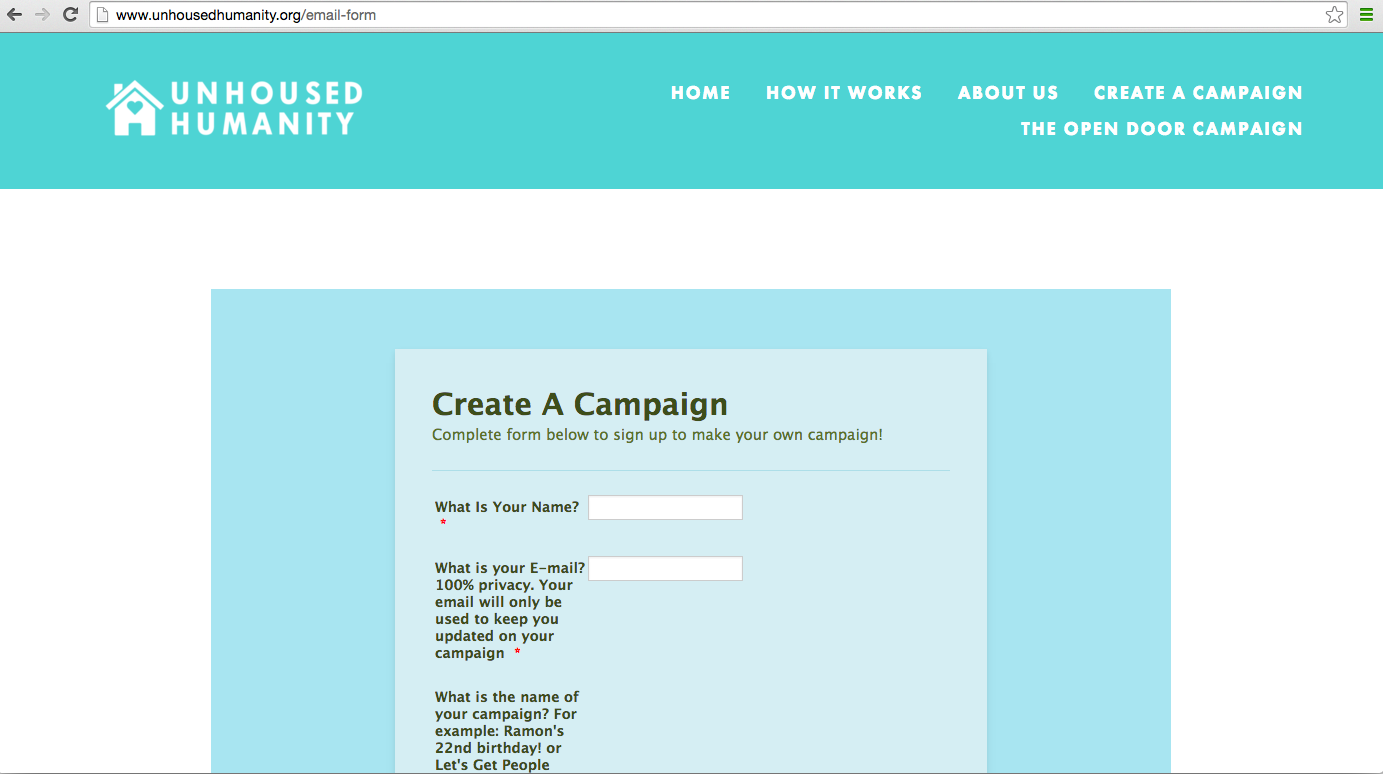 www.unhousedhumanity.org/email-form
UNHOUSED
HUMANITY
HOME HOW IT WORKS ABOUT US CREATE A CAMPAIGN
THE OPEN DOOR CAMPAIGN
Create A Campaign
Complete form below to sign up to make your own campaign!
What Is Your Name?
*
What is your E-mail?
100% privacy. Your
email will only be
used to keep you
updated on your
campaign *
What is the name of
your campaign? For
example: Ramon's
22nd birthday! or
Let's Get People